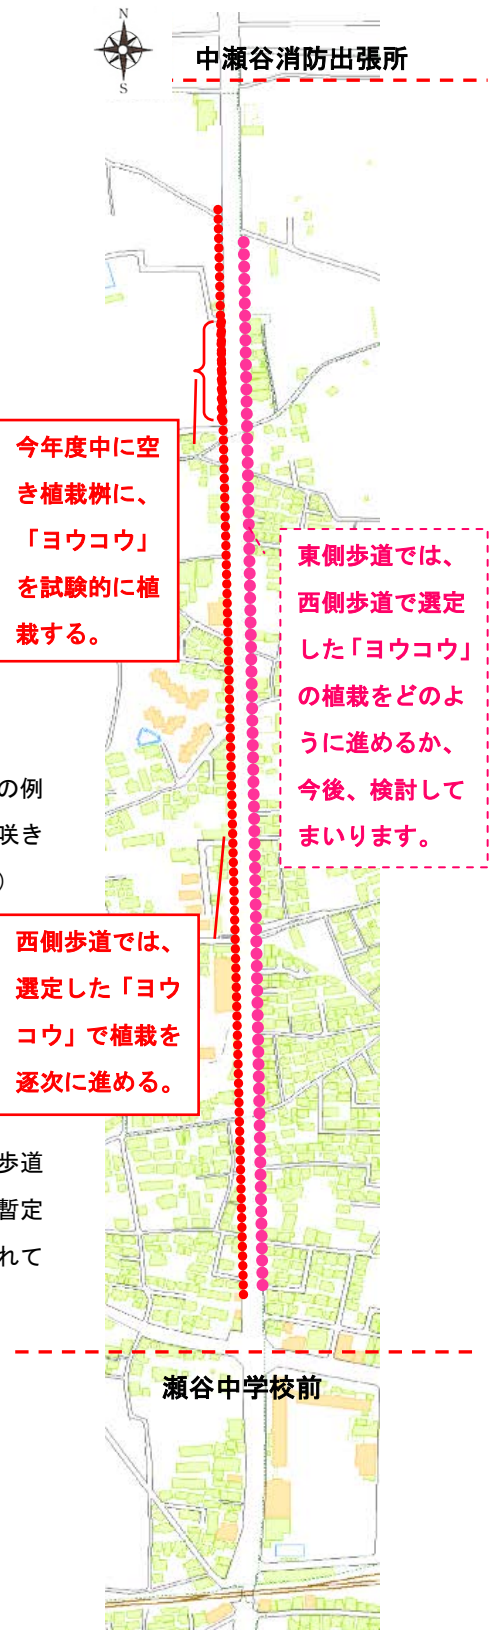 N
S
中瀬谷消防出張所
今年度中に空
き植栽桝に、
「ヨウコウ」
を試験的に植
栽する。
東側歩道では、
西側歩道で選定
した「ヨウコウ」
の植栽をどのよ
うに進めるか、
今後、検討して
まいります。
の例
咲き
）
西側歩道では、
選定した「ヨウ
コウ」で植栽を
逐次に進める。
歩道
暫定
れて
瀬谷中学校前